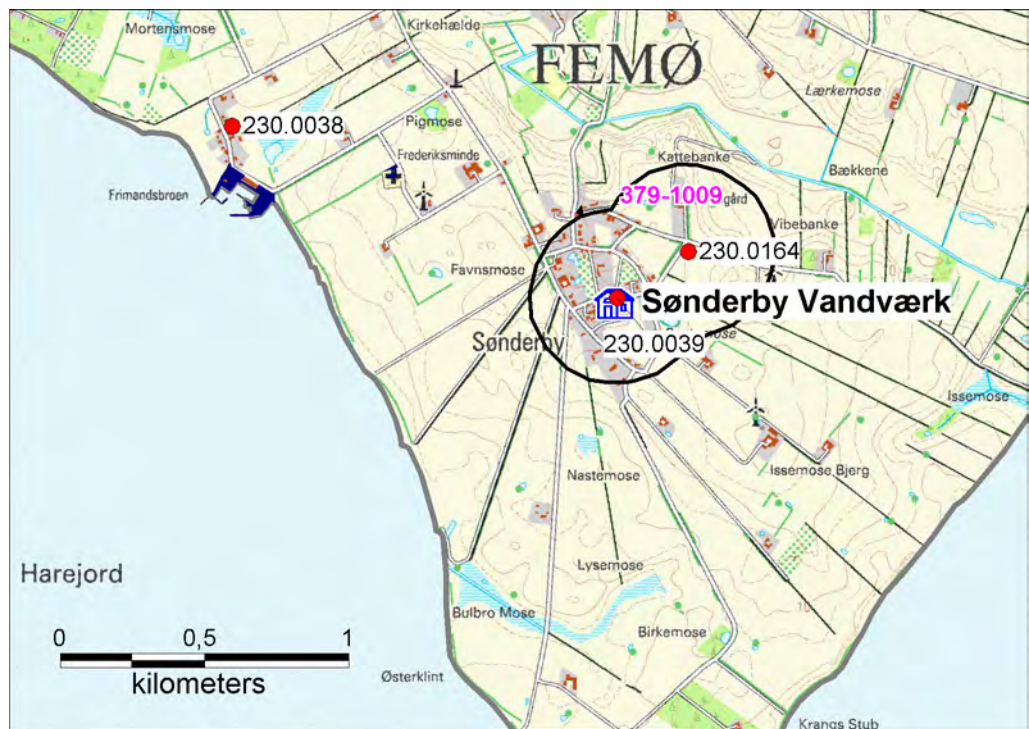 Mortensmose
Kirkehælde
FEMØ
Lærkemose
230.0038
Pigmose
Frederiksminde
Kattebanke
Bækkene
Frimandsbroen
379-1009
gård
Vibebanke
230.0164
Favnsmose
Sønderby Vandværk
Sønderby
230.0039
mose
Issemose
Issemose Bjerg
Nastemose
Harejord
Lysemose
Bulbro Mose
Birkemose
0 0,5 1
kilometers
Østerklint
10
Krangs Stub